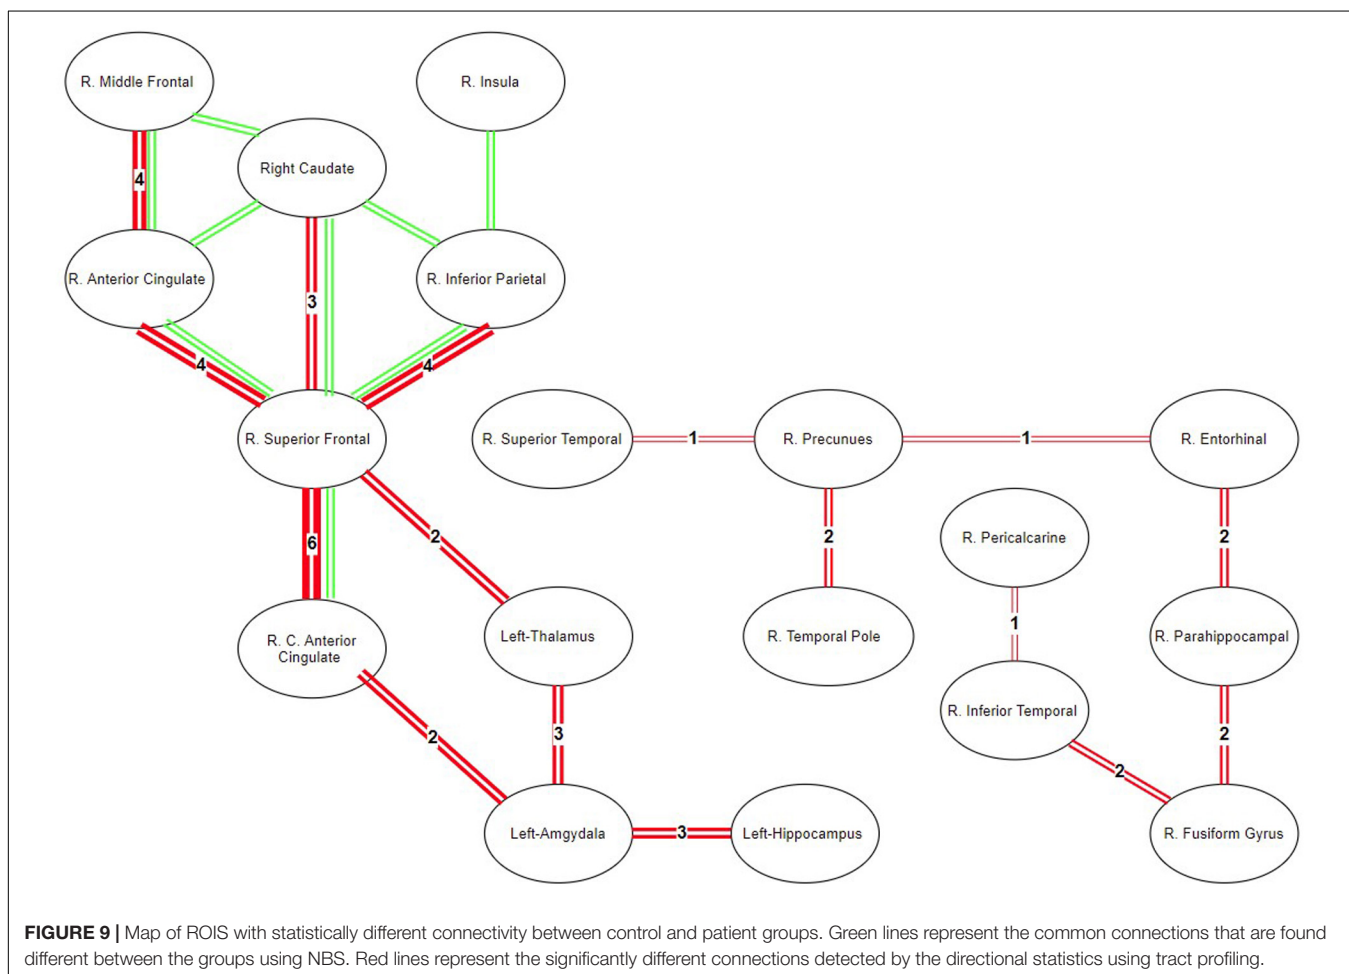 R. Middle Frontal
R. Insula
Right Caudate
4
R. Anterior Cingulate
R. Inferior Parietal
3
4
4
R. Superior Frontal
R. Superior Temporal
1
R. Precunues
1
R. Entorhinal
6
2
2
R. Pericalcarine
2
R. C. Anterior
Cingulate
Left-Thalamus
R. Temporal Pole
1
R. Parahippocampal
R. Inferior Temporal
2
3
2
2
Left-Amgydala
3
Left-Hippocampus
R. Fusiform Gyrus
FIGURE 9 | Map of ROIS with statistically different connectivity between control and patient groups. Green lines represent the common connections that are found
different between the groups using NBS. Red lines represent the significantly different connections detected by the directional statistics using tract profiling.